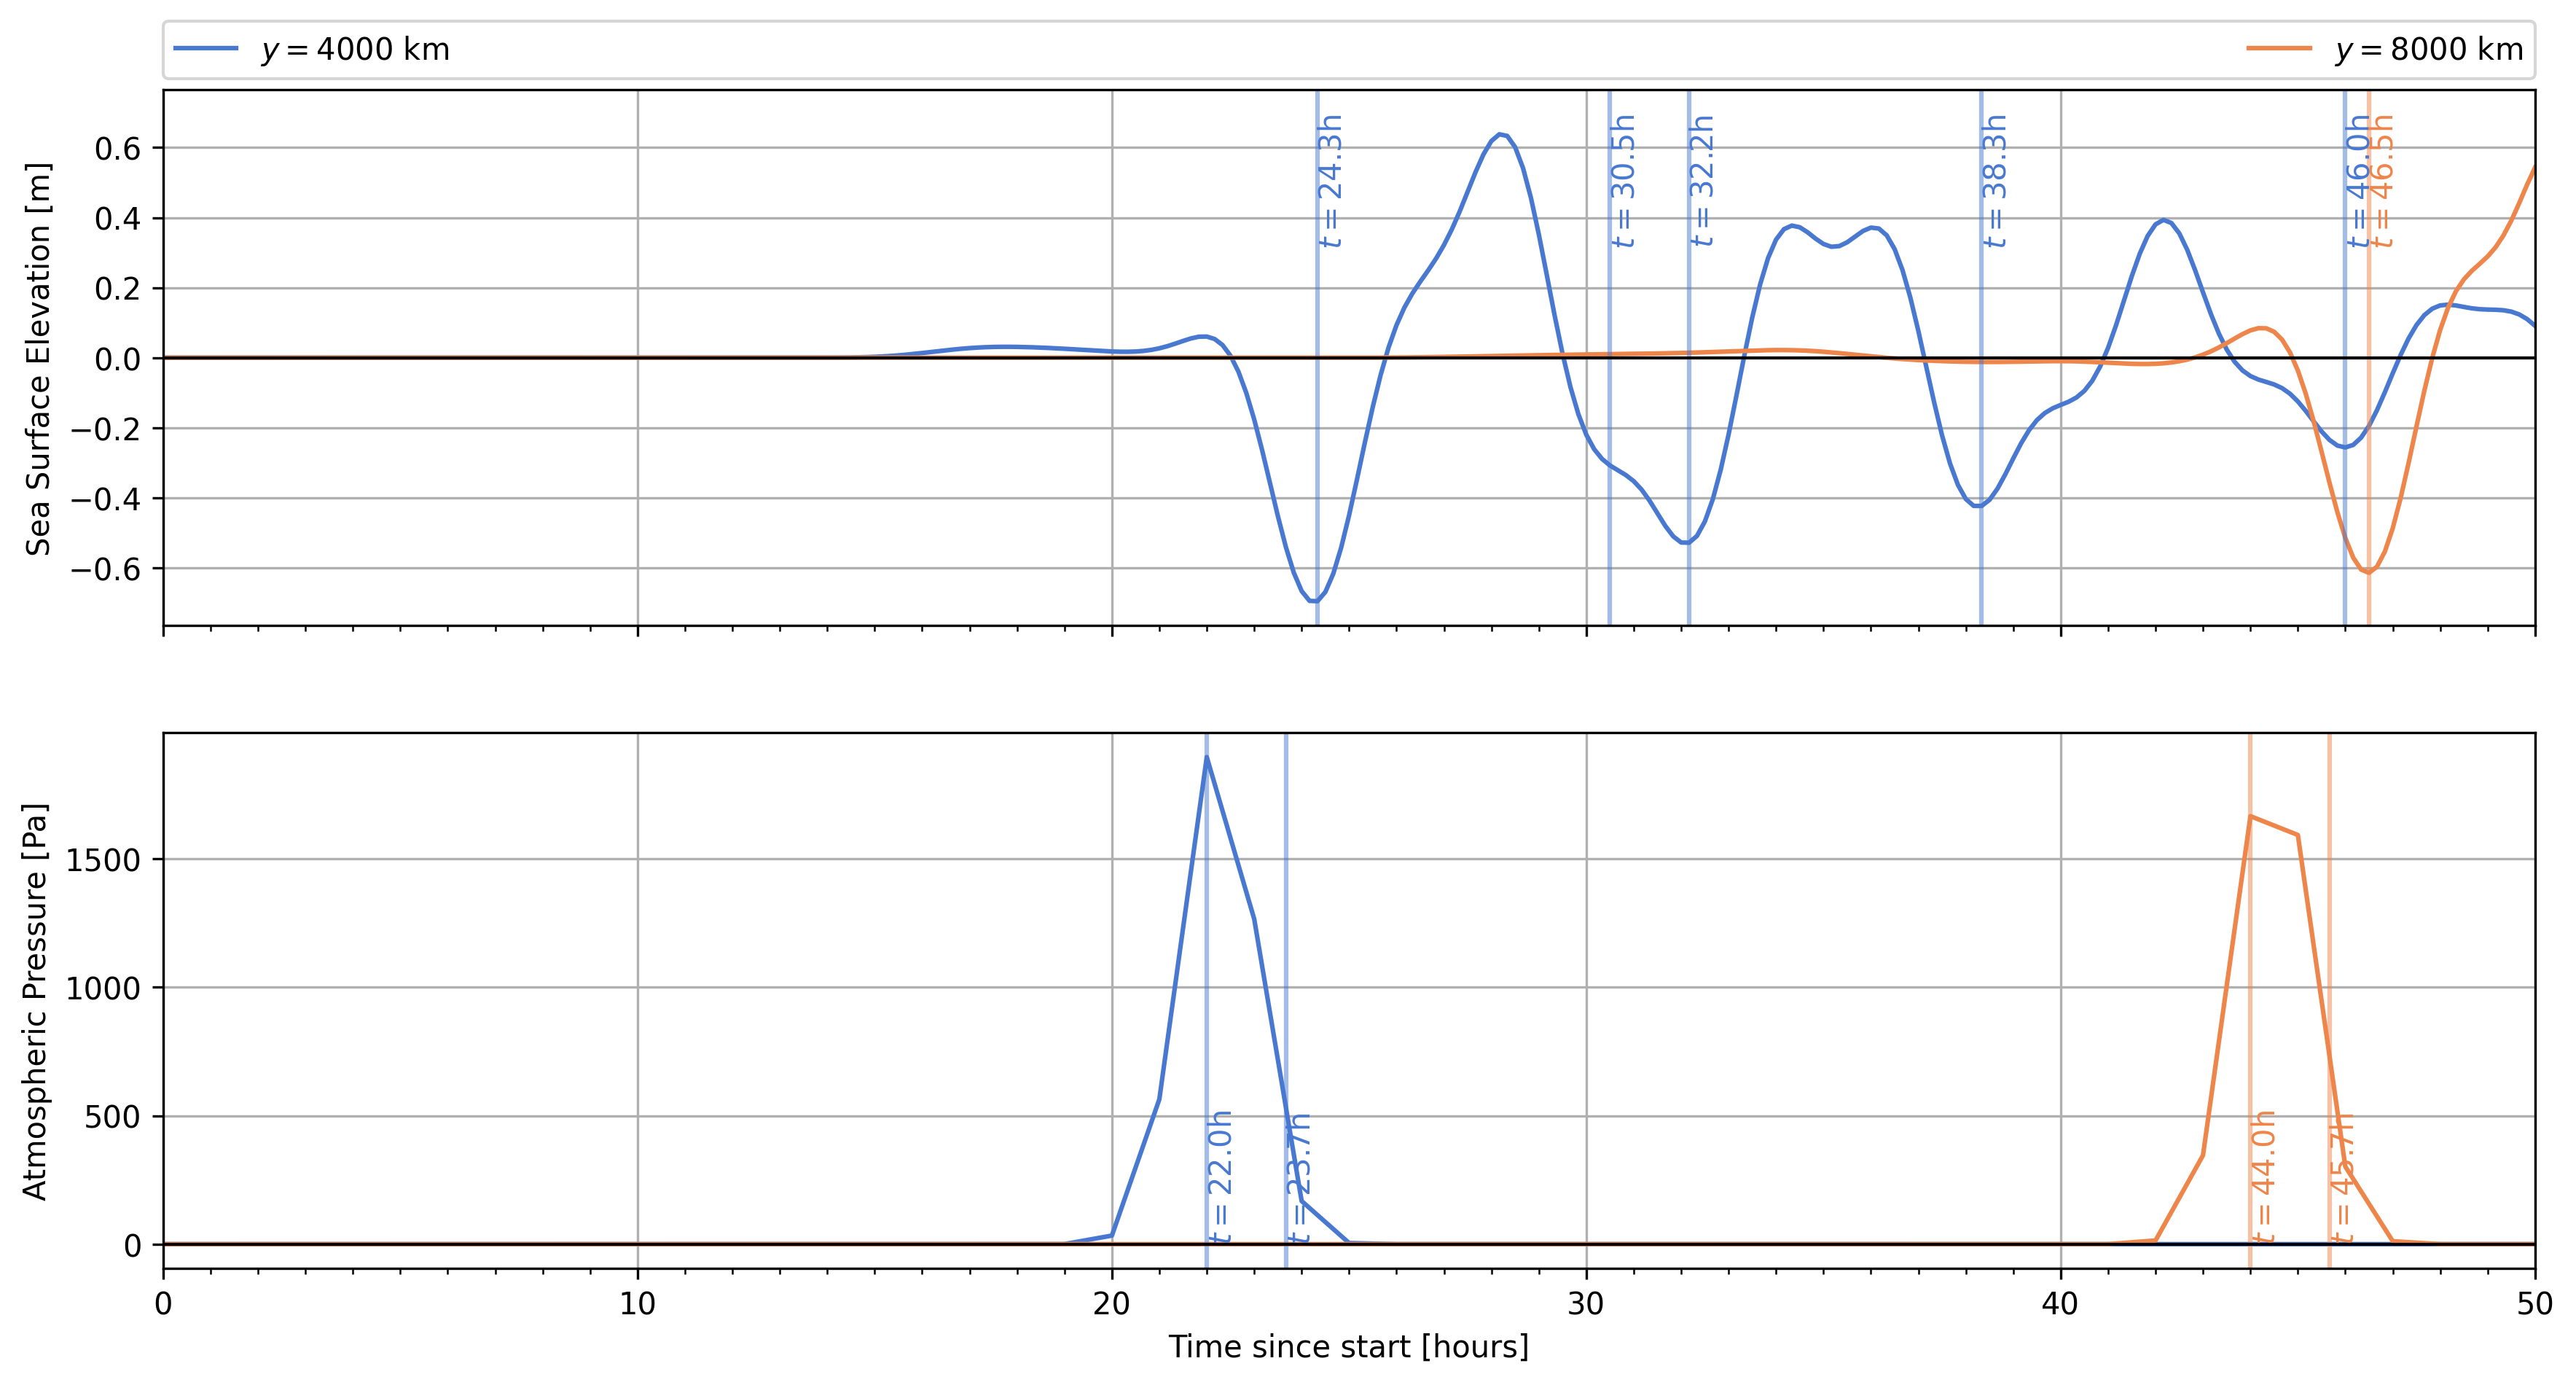 y = 4000 km
y = 8000 km
Sea Surface Elevation [m]
0.6
0.4
0.2
0.0
−0.2
−0.4
−0.6
t = 24.3h
t = 30.5h
t = 32.2h
t = 38.3h
t = 46.0h
t = 46.5h
Atmospheric Pressure [Pa]
1500
1000
500
0
t = 22.0h
t = 23.7h
t = 44.0h
t = 45.7h
0
10
20
30
40
50
Time since start [hours]